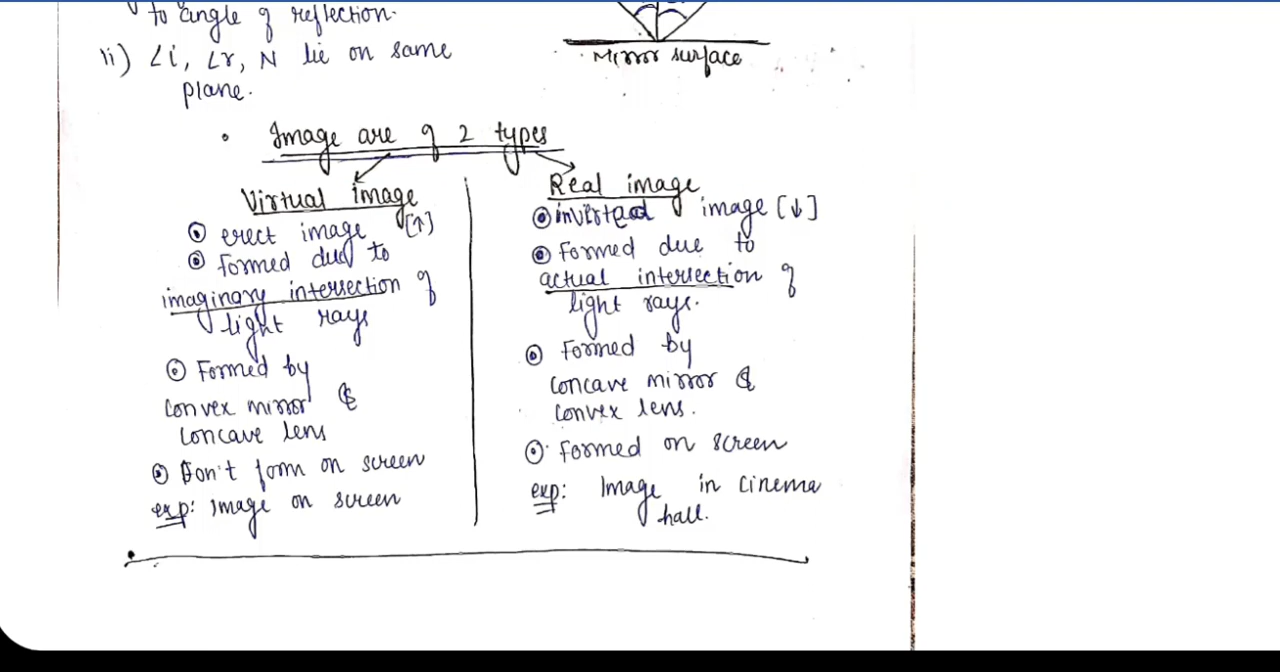 to angle of reflection.
ii) ∠i, ∠r, N lie on same
plane.
Mirror surface
• Image are of 2 types
Virtual image
⊙ erect image [↑]
⊙ formed due to
imaginary intersection of
light rays
⊙ Formed by
convex mirror &
concave lens
⊙ Don't form on screen
exp: Image on screen
Real image
⊙ inverted image [↓]
⊙ Formed due to
actual intersection of
light rays.
⊙ Formed by
concave mirror &
convex lens.
⊙ Formed on screen
exp: Image in cinema
hall.